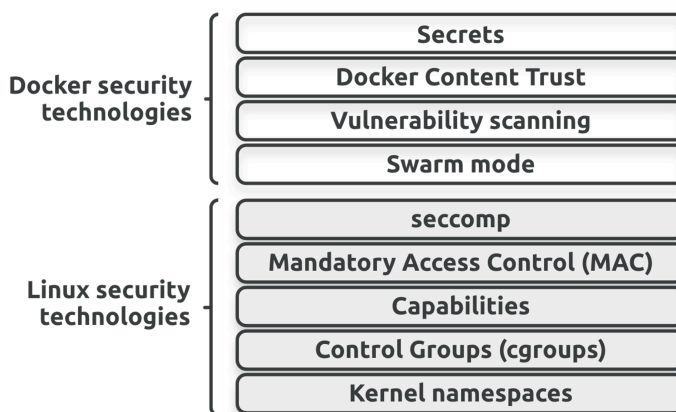 Docker security
technologies
Secrets
Docker Content Trust
Vulnerability scanning
Swarm mode
Linux security
technologies
seccomp
Mandatory Access Control (MAC)
Capabilities
Control Groups (cgroups)
Kernel namespaces